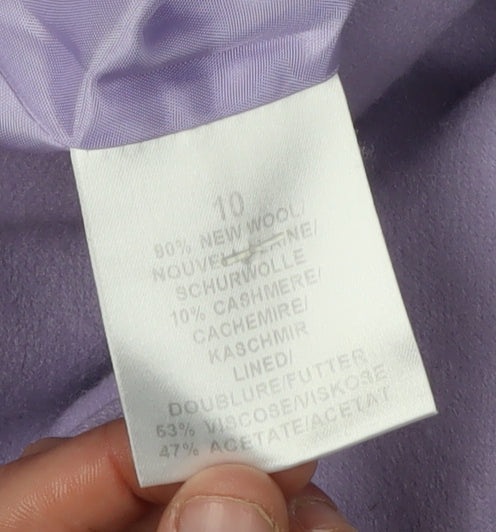 10
90% NEW WOOL/
NOUVELLE LAINE/
SCHURWOLLE
10% CASHMERE/
CACHEMIRE/
KASCHMIR
LINED/
DOUBLURE/FUTTER
53% VISCOSE/VISKOSE
47% ACETATE/ACETAT